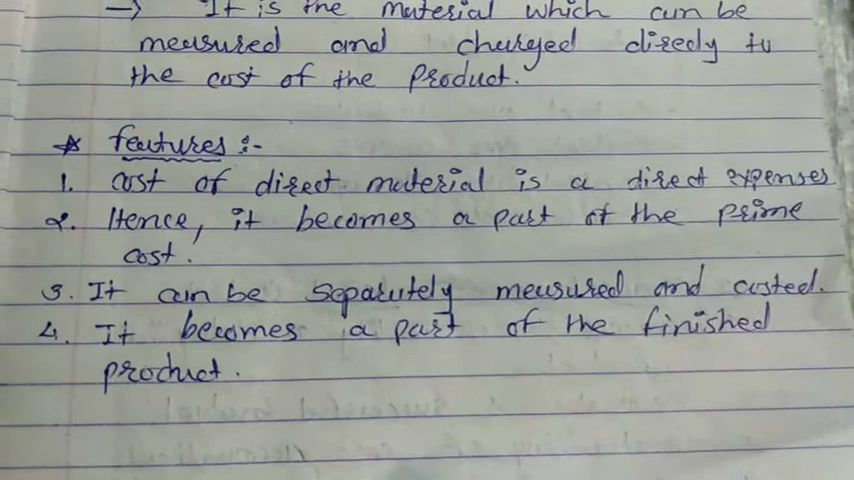 → It is the material which can be
measured and charged direcly to
the cost of the Product.
* features :-
1. cost of direct material is a direct expenses
2. Hence, it becomes a part of the prime
cost.
3. It can be separately measured and costed.
4. It becomes a part of the finished
product.